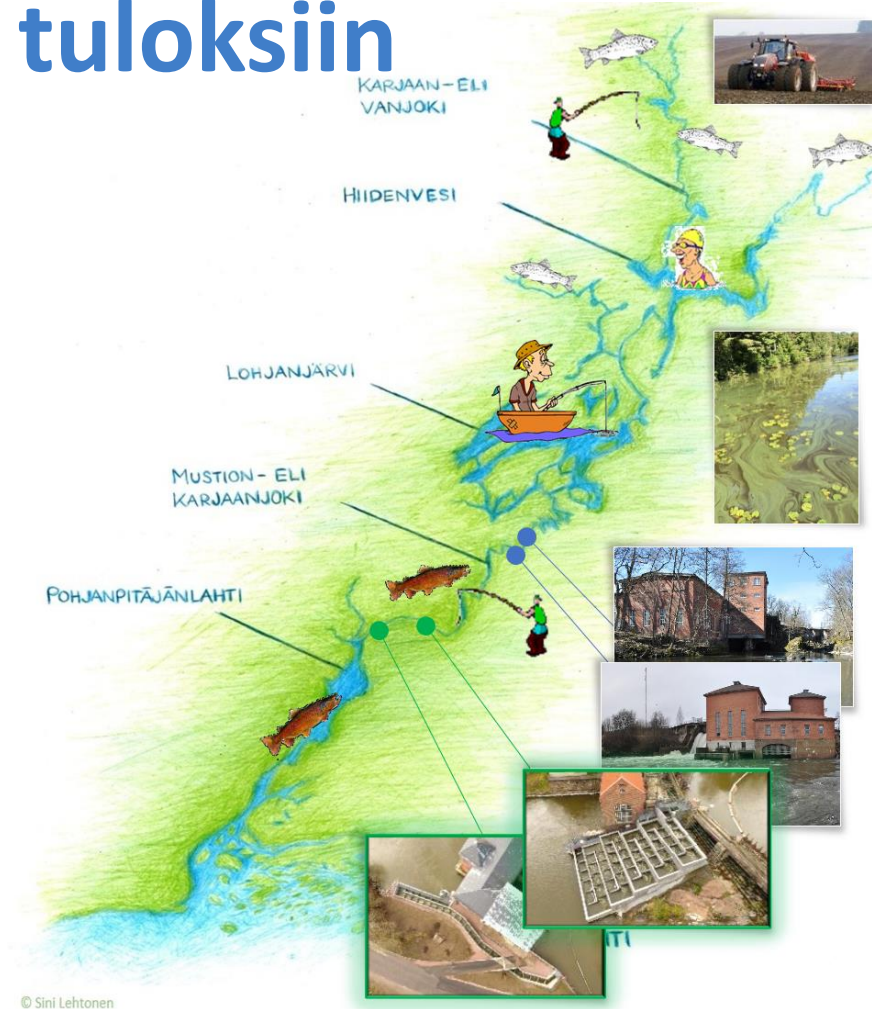 tuloksiin
KARJAAN-ELI
VANJOKI
HIIDENVESI
LOHJANJÄRVI
MUSTION- ELI
KARJAANJOKI
POHJANPITÄJÄNLAHTI
© Sini Lehtonen